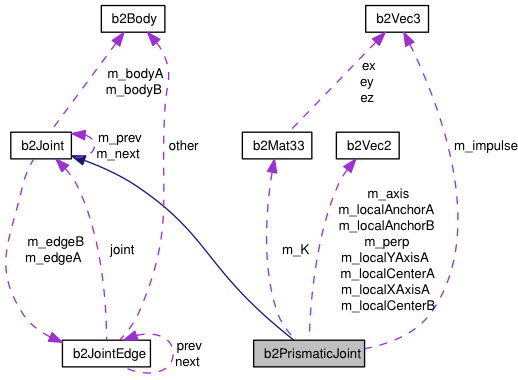 b2Body
b2Vec3
m_bodyA
m_bodyB
ex
ey
ez
b2Joint
m_prev
m_next
other
b2Mat33
b2Vec2
m_impulse
m_edgeB
m_edgeA
joint
m_K
m_axis
m_localAnchorA
m_localAnchorB
m_perp
m_localYAxisA
m_localCenterA
m_localXAxisA
m_localCenterB
b2JointEdge
prev
next
b2PrismaticJoint